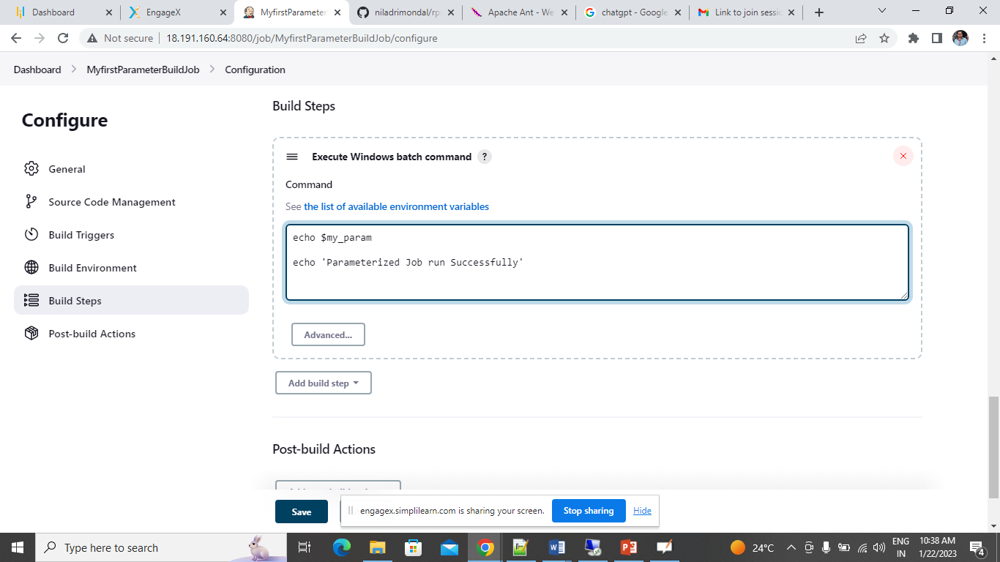 Dashboard
EngageX
MyfirstParameter
niladrimondal/rp
Apache Ant - We
chatgpt - Google
Link to join sessic
Not secure
18.191.160.64:8080/job/MyfirstParameterBuildJob/configure
Dashboard > MyfirstParameterBuildJob > Configuration
Configure
General
Source Code Management
Build Triggers
Build Environment
Build Steps
Post-build Actions
Build Steps
Execute Windows batch command ?
Command
See the list of available environment variables
echo $my_param
echo 'Parameterized Job run Successfully'
Advanced...
Add build step
Post-build Actions
Save
engagex.simplilearn.com is sharing your screen.
Stop sharing
Hide
Type here to search
24°C
ENG
IN
10:38 AM
1/22/2023
4